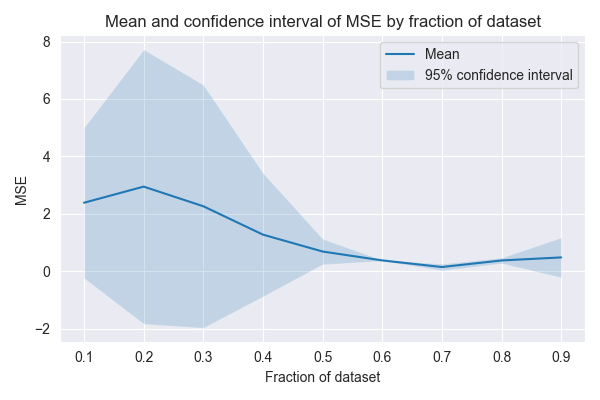 Mean and confidence interval of MSE by fraction of dataset
Mean
95% confidence interval
MSE
8
6
4
2
0
−2
0.1 0.2 0.3 0.4 0.5 0.6 0.7 0.8 0.9
Fraction of dataset